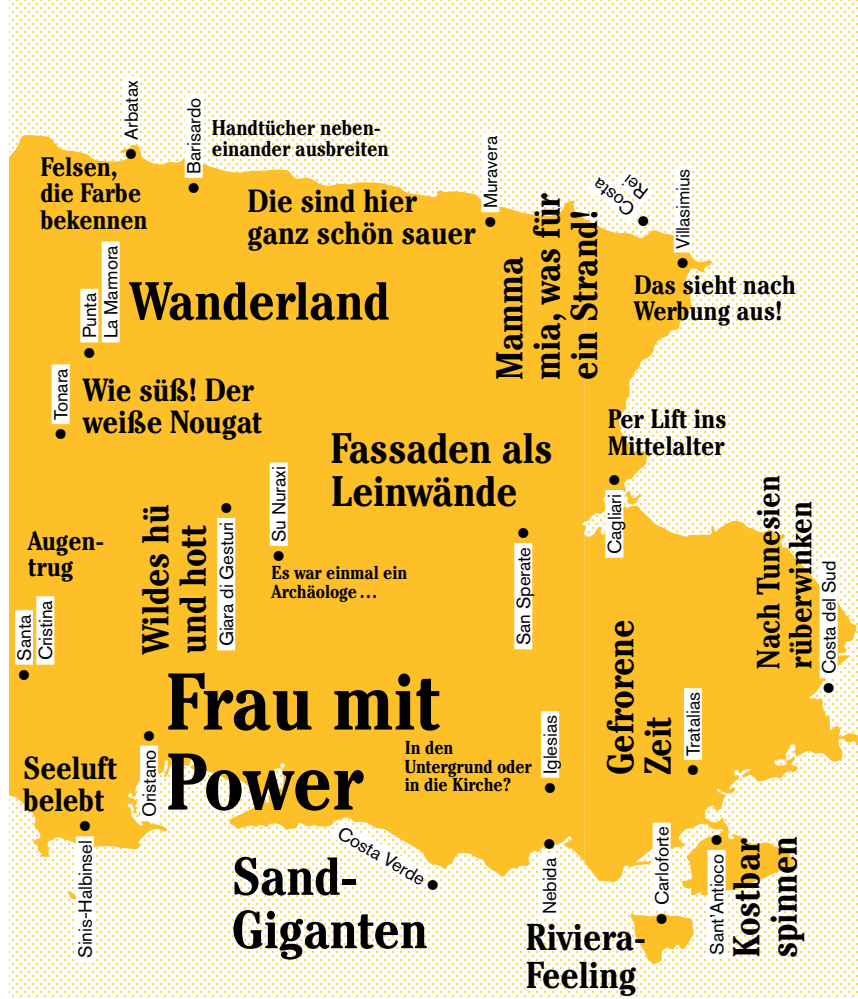 Arbatax
Barisardo
Handtücher neben-
einander ausbreiten
Felsen,
die Farbe
bekennen
Die sind hier
ganz schön sauer
Muravera
Costa
Rei
Villasimius
Mamma
mia, was für
ein Strand!
Das sieht nach
Werbung aus!
Punta
La Marmora
Wanderland
Tonara
Wie süß! Der
weiße Nougat
Fassaden als
Leinwände
Per Lift ins
Mittelalter
Cagliari
Augen-
trug
Santa
Cristina
Wildes hü
und hott
Giara di Gesturi
Su Nuraxi
Es war einmal ein
Archäologe ...
San Sperate
Nach Tunesien
rüberwinken
Costa del Sud
Gefrorene
Zeit
Tratalias
Frau mit
Power
Oristano
In den
Untergrund oder
in die Kirche?
Iglesias
Seeluft
belebt
Sinis-Halbinsel
Costa Verde
Sand-
Giganten
Nebida
Carloforte
Riviera-
Feeling
Sant'Antioco
Kostbar
spinnen